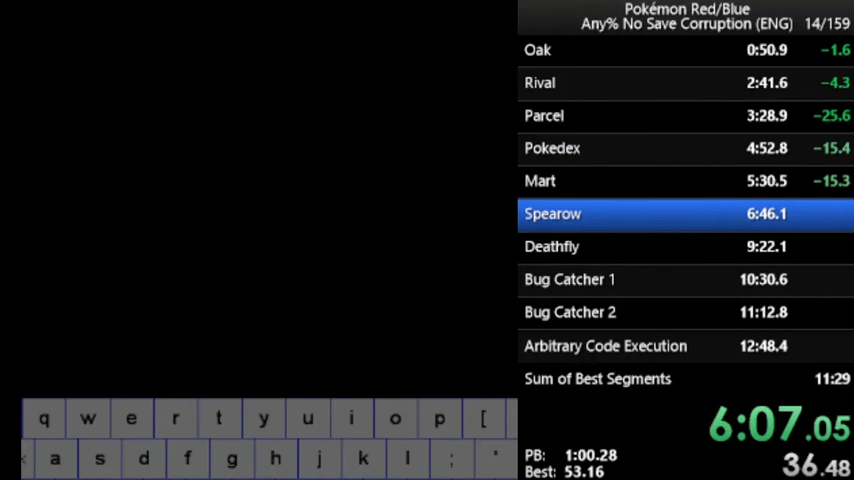 Pokémon Red/Blue
Any% No Save Corruption (ENG) 14/159
Oak 0:50.9 −1.6
Rival 2:41.6 −4.3
Parcel 3:28.9 −25.6
Pokedex 4:52.8 −15.4
Mart 5:30.5 −15.3
Spearow 6:46.1
Deathfly 9:22.1
Bug Catcher 1 10:30.6
Bug Catcher 2 11:12.8
Arbitrary Code Execution 12:48.4
Sum of Best Segments 11:29
6:07.05
PB: 1:00.28
Best: 53.16 36.48
q w e r t y u i o p [
a s d f g h j k l ; '